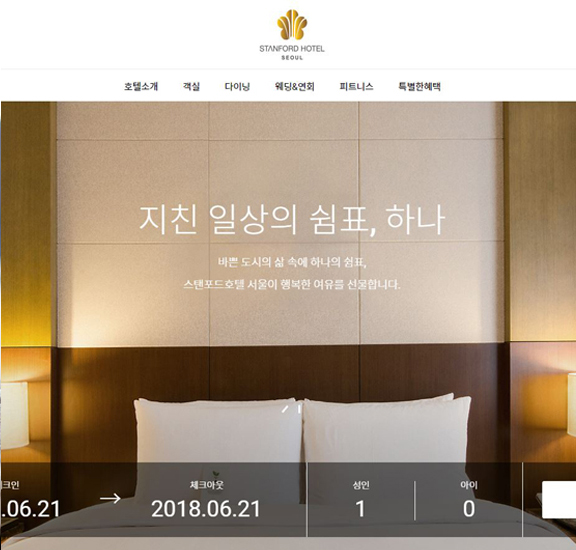 STANFORD HOTEL
SEOUL
호텔소개 객실 다이닝 웨딩&연회 피트니스 특별한혜택
지친 일상의 쉼표, 하나
바쁜 도시의 삶 속에 하나의 쉼표,
스탠포드호텔 서울이 행복한 여유를 선물합니다.
크인 체크아웃 성인 아이
.06.21 → 2018.06.21 1 0